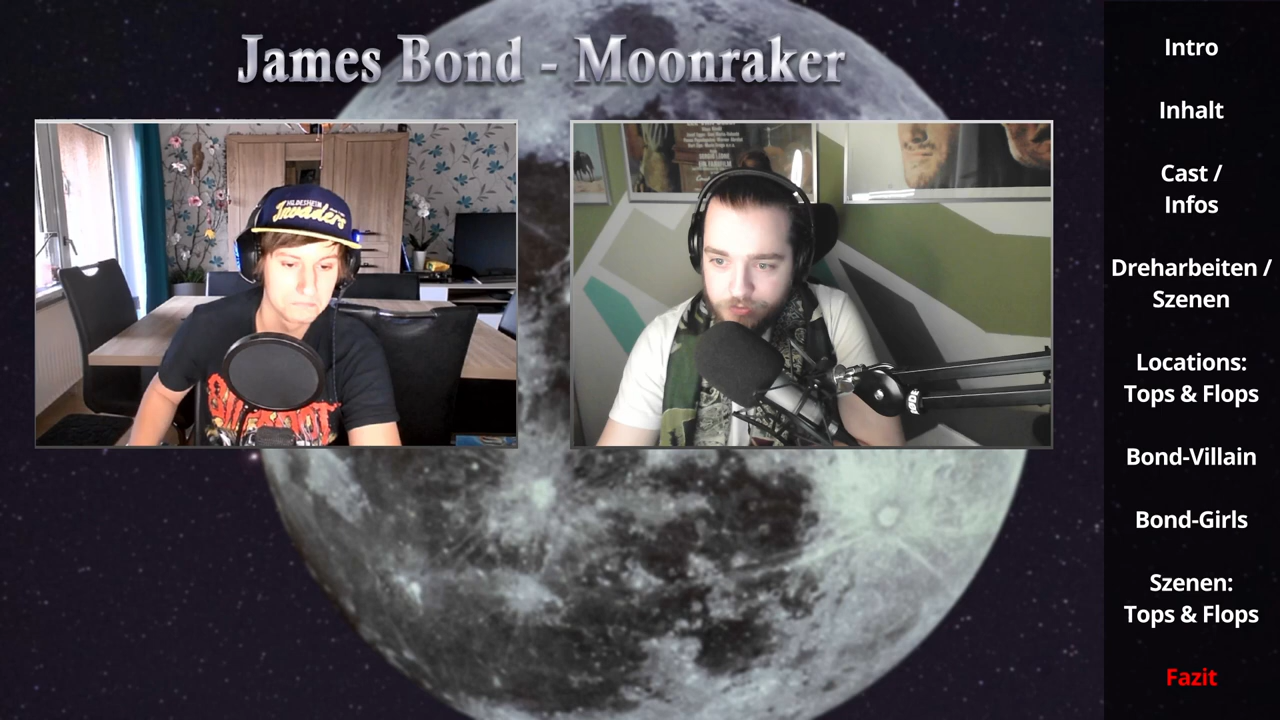 James Bond - Moonraker
HILDESHEIM
Invaders
Intro
Inhalt
Cast /
Infos
Dreharbeiten /
Szenen
Locations:
Tops & Flops
Bond-Villain
Bond-Girls
Szenen:
Tops & Flops
Fazit